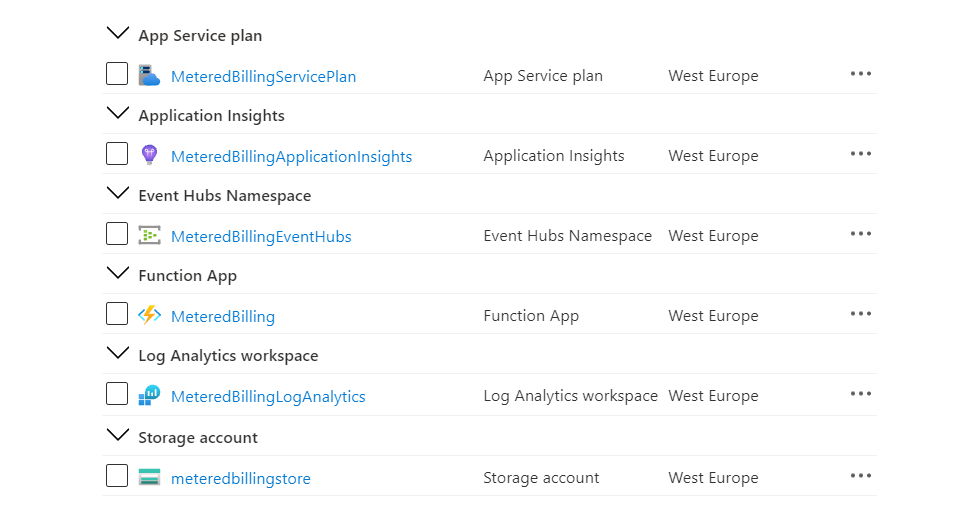 App Service plan
MeteredBillingServicePlan App Service plan West Europe
Application Insights
MeteredBillingApplicationInsights Application Insights West Europe
Event Hubs Namespace
MeteredBillingEventHubs Event Hubs Namespace West Europe
Function App
MeteredBilling Function App West Europe
Log Analytics workspace
MeteredBillingLogAnalytics Log Analytics workspace West Europe
Storage account
meteredbillingstore Storage account West Europe